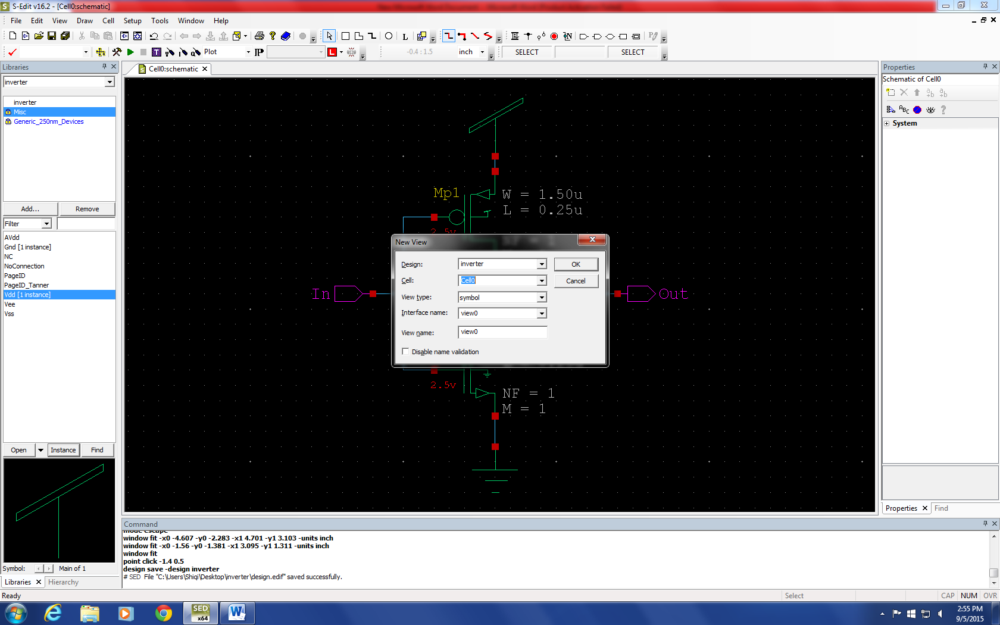 S-Edit v16.2 - [Cell0:schematic]
File Edit View Draw Cell Setup Tools Window Help
Plot
-0.4 : 1.5
inch
SELECT
SELECT
Libraries
inverter
inverter
Misc
Generic_250nm_Devices
Add...
Remove
Filter
AVdd
Gnd [1 instance]
NC
NoConnection
PageID
PageID_Tanner
Vdd [1 instance]
Vee
Vss
Open
Instance
Find
Symbol:
Main of 1
Libraries
Hierarchy
Cell0:schematic
Mp1
W = 1.50u
L = 0.25u
2.5v
In
Out
2.5v
NF = 1
M = 1
New View
Design:
inverter
OK
Cell:
Cell0
Cancel
View type:
symbol
Interface name:
view0
View name:
view0
Disable name validation
Properties
Schematic of Cell0
System
Properties
Find
Command
mode escape
window fit -x0 -4.607 -y0 -2.283 -x1 4.701 -y1 3.103 -units inch
window fit -x0 -1.56 -y0 -1.381 -x1 3.095 -y1 1.311 -units inch
window fit
point click -1.4 0.5
design save -design inverter
# SED File "C:\Users\Shiqi\Desktop\inverter\design.edif" saved successfully.
Ready
Select
CAP NUM OVR
SED
x64
2:55 PM
9/5/2015